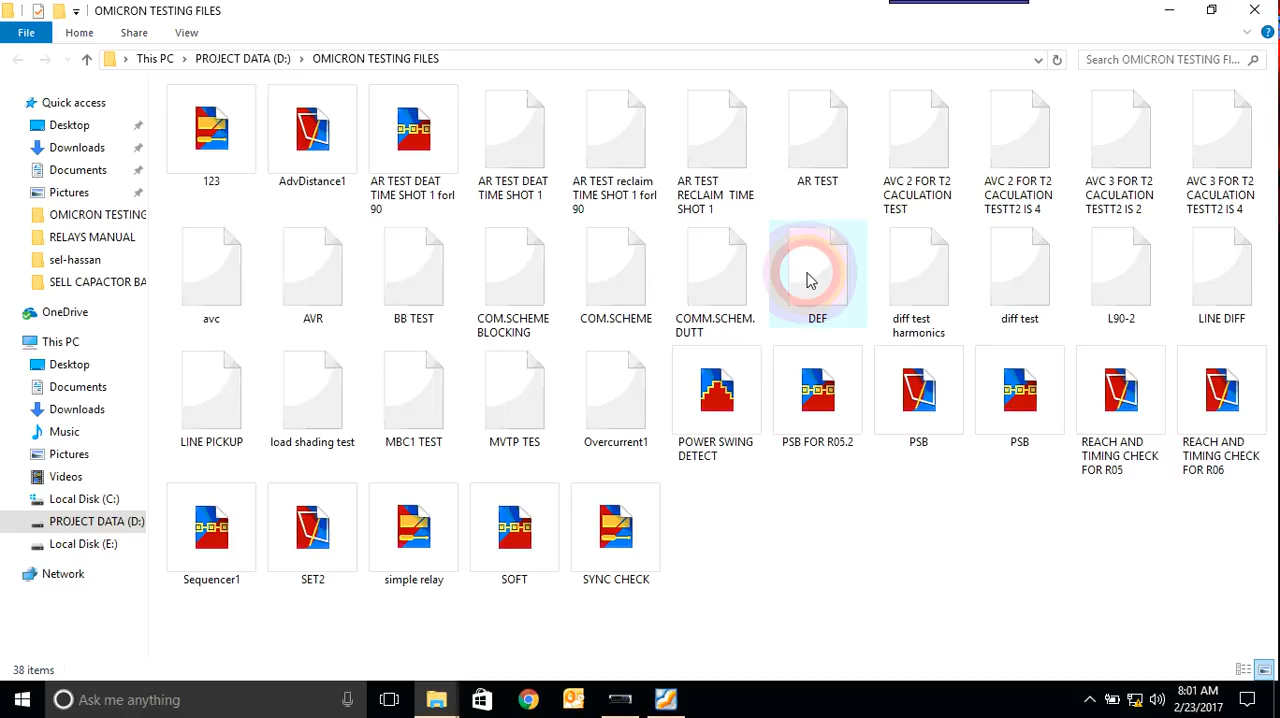 OMICRON TESTING FILES
File
Home
Share
View
This PC
PROJECT DATA (D:)
OMICRON TESTING FILES
Search OMICRON TESTING FI...
Quick access
Desktop
Downloads
Documents
Pictures
OMICRON TESTING
RELAYS MANUAL
sel-hassan
SELL CAPACTOR BA
OneDrive
This PC
Desktop
Documents
Downloads
Music
Pictures
Videos
Local Disk (C:)
PROJECT DATA (D:)
Local Disk (E:)
Network
123
AdvDistance1
AR TEST DEAT
TIME SHOT 1 forl
90
AR TEST DEAT
TIME SHOT 1
AR TEST reclaim
TIME SHOT 1 forl
90
AR TEST
RECLAIM TIME
SHOT 1
AR TEST
AVC 2 FOR T2
CACULATION
TEST
AVC 2 FOR T2
CACULATION
TESTT2 IS 4
AVC 3 FOR T2
CACULATION
TESTT2 IS 2
AVC 3 FOR T2
CACULATION
TESTT2 IS 4
avc
AVR
BB TEST
COM.SCHEME
BLOCKING
COM.SCHEME
COMM.SCHEM.
DUTT
DEF
diff test
harmonics
diff test
L90-2
LINE DIFF
LINE PICKUP
load shading test
MBC1 TEST
MVTP TES
Overcurrent1
POWER SWING
DETECT
PSB FOR R05.2
PSB
PSB
REACH AND
TIMING CHECK
FOR R05
REACH AND
TIMING CHECK
FOR R06
Sequencer1
SET2
simple relay
SOFT
SYNC CHECK
38 items
Ask me anything
8:01 AM
2/23/2017